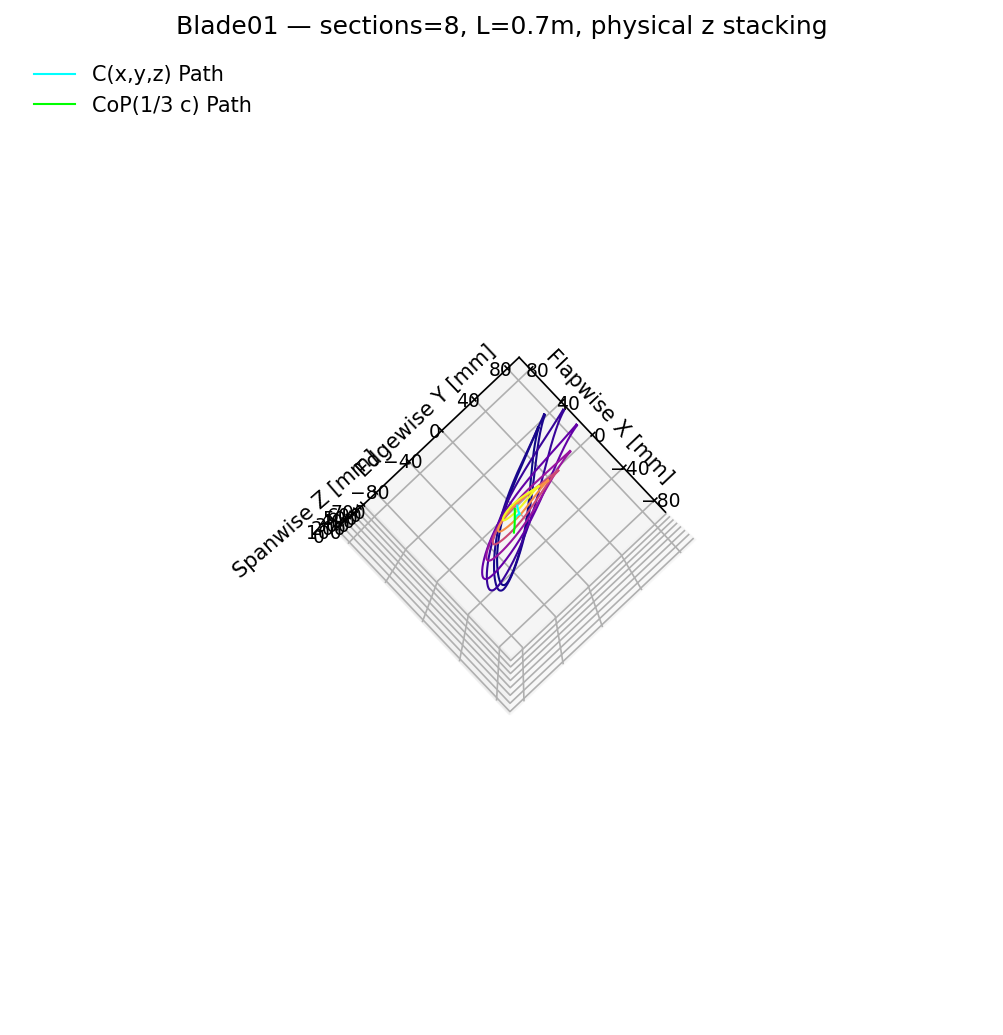 Blade01 — sections=8, L=0.7m, physical z stacking
C(x,y,z) Path
CoP(1/3 c) Path
Flapwise X [mm]
80
40
0
−40
−80
Edgewise Y [mm]
80
40
0
−40
−80
Spanwise Z [mm]
0